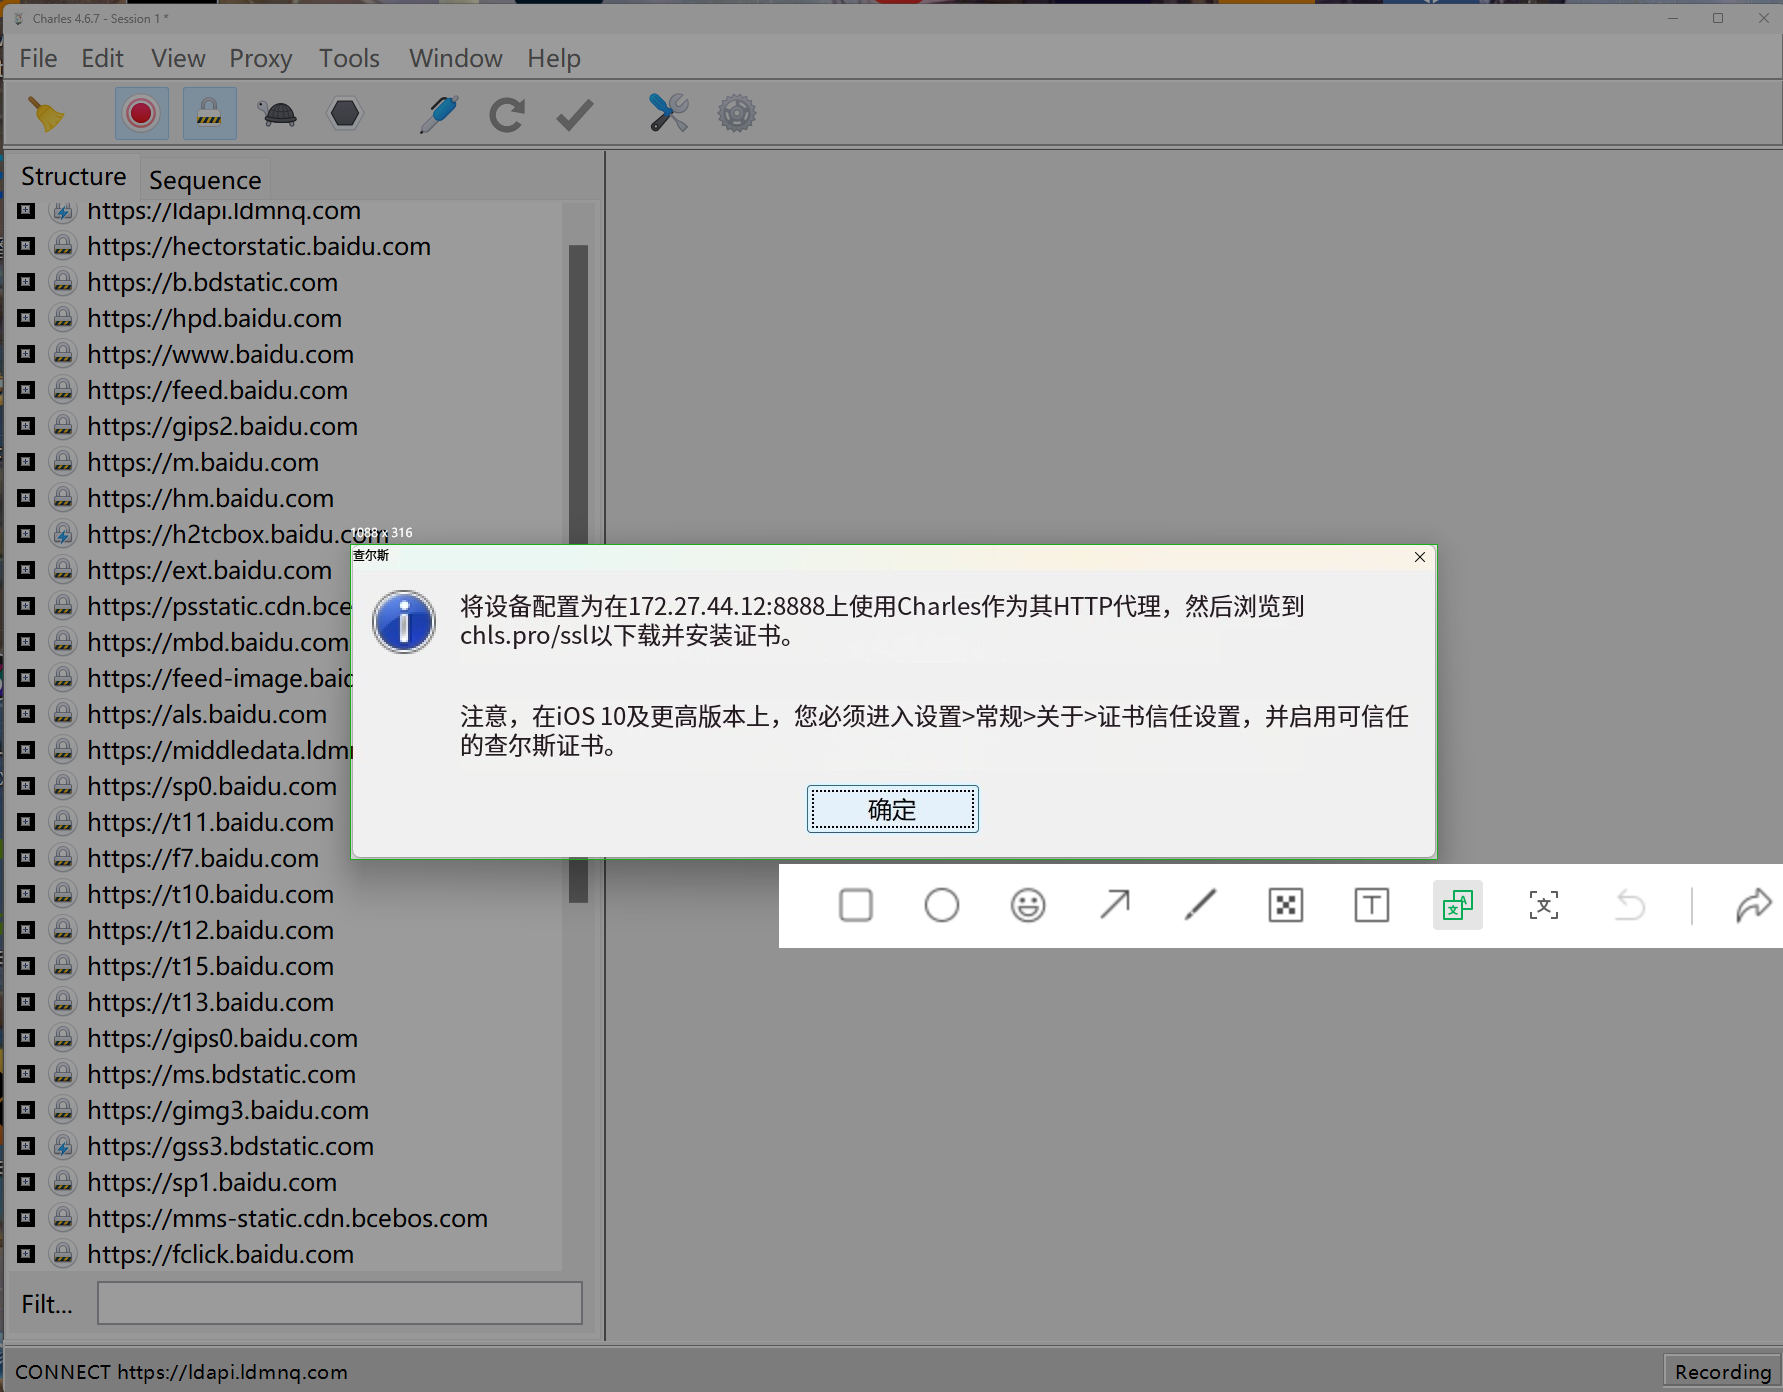 Charles 4.6.7 - Session 1 *
File Edit View Proxy Tools Window Help
Structure Sequence
https://ldapi.ldmnq.com
https://hectorstatic.baidu.com
https://b.bdstatic.com
https://hpd.baidu.com
https://www.baidu.com
https://feed.baidu.com
https://gips2.baidu.com
https://m.baidu.com
https://hm.baidu.com
https://h2tcbox.baidu.com
https://ext.baidu.com
https://psstatic.cdn.bce
https://mbd.baidu.com
https://feed-image.baid
https://als.baidu.com
https://middledata.ldm
https://sp0.baidu.com
https://t11.baidu.com
https://f7.baidu.com
https://t10.baidu.com
https://t12.baidu.com
https://t15.baidu.com
https://t13.baidu.com
https://gips0.baidu.com
https://ms.bdstatic.com
https://gimg3.baidu.com
https://gss3.bdstatic.com
https://sp1.baidu.com
https://mms-static.cdn.bcebos.com
https://fclick.baidu.com
Filt...
CONNECT https://ldapi.ldmnq.com
Recording
1088 x 316
查尔斯
将设备配置为在172.27.44.12:8888上使用Charles作为其HTTP代理，然后浏览到
chls.pro/ssl以下载并安装证书。
注意，在iOS 10及更高版本上，您必须进入设置>常规>关于>证书信任设置，并启用可信任
的查尔斯证书。
确定
T
文 A
文